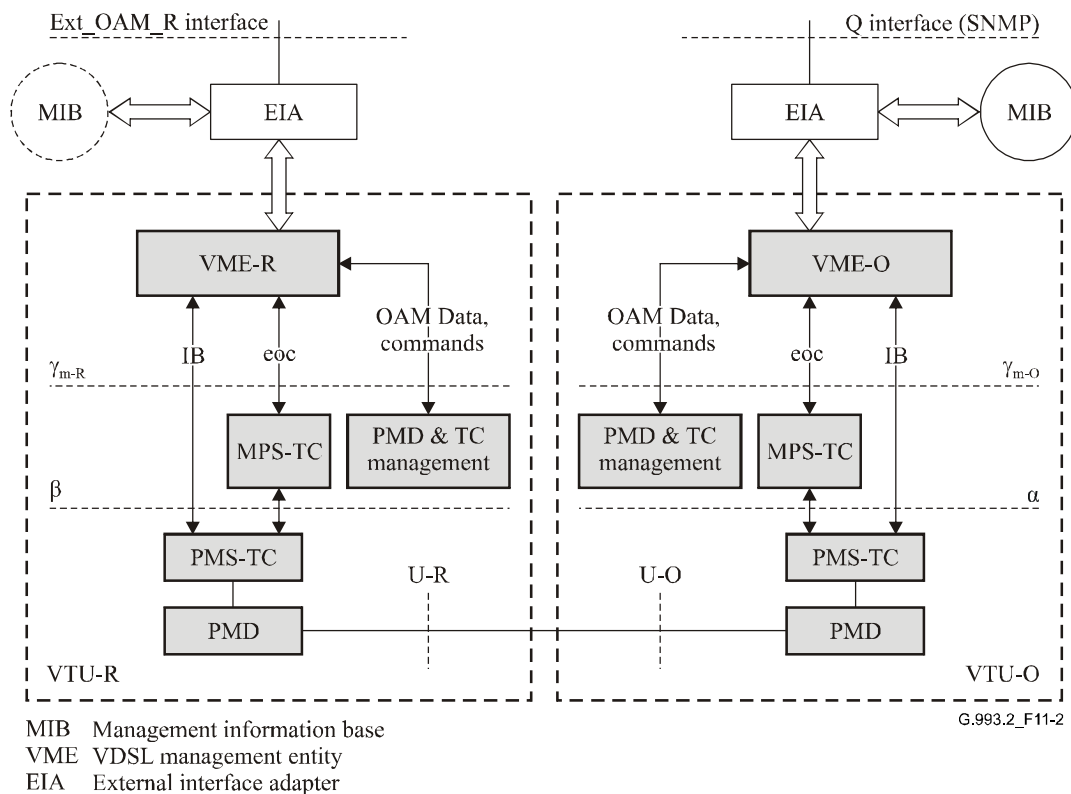 Ext_OAM_R interface
Q interface (SNMP)
MIB
EIA
EIA
MIB
VME-R
VME-O
OAM Data,
commands
OAM Data,
commands
IB
eoc
eoc
IB
γm-R
γm-O
MPS-TC
PMD & TC
management
PMD & TC
management
MPS-TC
β
α
PMS-TC
U-R
U-O
PMS-TC
PMD
PMD
VTU-R
VTU-O
G.993.2_F11-2
MIB Management information base
VME VDSL management entity
EIA External interface adapter